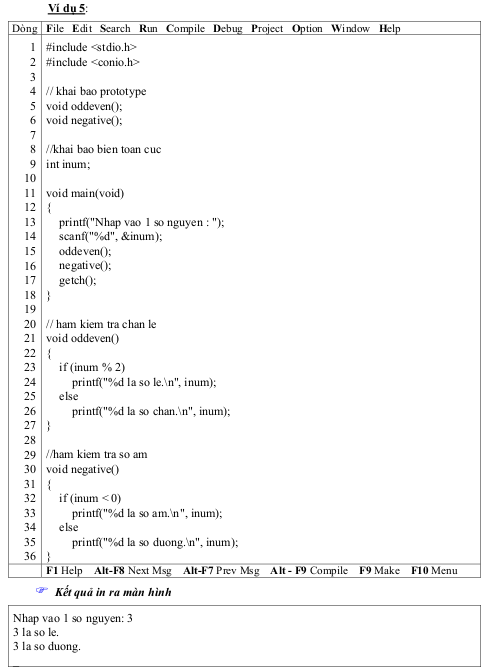 Ví dụ 5:
Dòng File Edit Search Run Compile Debug Project Option Window Help
1 #include <stdio.h>
2 #include <conio.h>
3
4 // khai bao prototype
5 void oddeven();
6 void negative();
7
8 //khai bao bien toan cuc
9 int inum;
10
11 void main(void)
12 {
13 printf("Nhap vao 1 so nguyen : ");
14 scanf("%d", &inum);
15 oddeven();
16 negative();
17 getch();
18 }
19
20 // ham kiem tra chan le
21 void oddeven()
22 {
23 if (inum % 2)
24 printf("%d la so le.\n", inum);
25 else
26 printf("%d la so chan.\n", inum);
27 }
28
29 //ham kiem tra so am
30 void negative()
31 {
32 if (inum < 0)
33 printf("%d la so am.\n", inum);
34 else
35 printf("%d la so duong.\n", inum);
36 }
F1 Help Alt-F8 Next Msg Alt-F7 Prev Msg Alt - F9 Compile F9 Make F10 Menu
☞ Kết quả in ra màn hình
Nhap vao 1 so nguyen: 3
3 la so le.
3 la so duong.
_